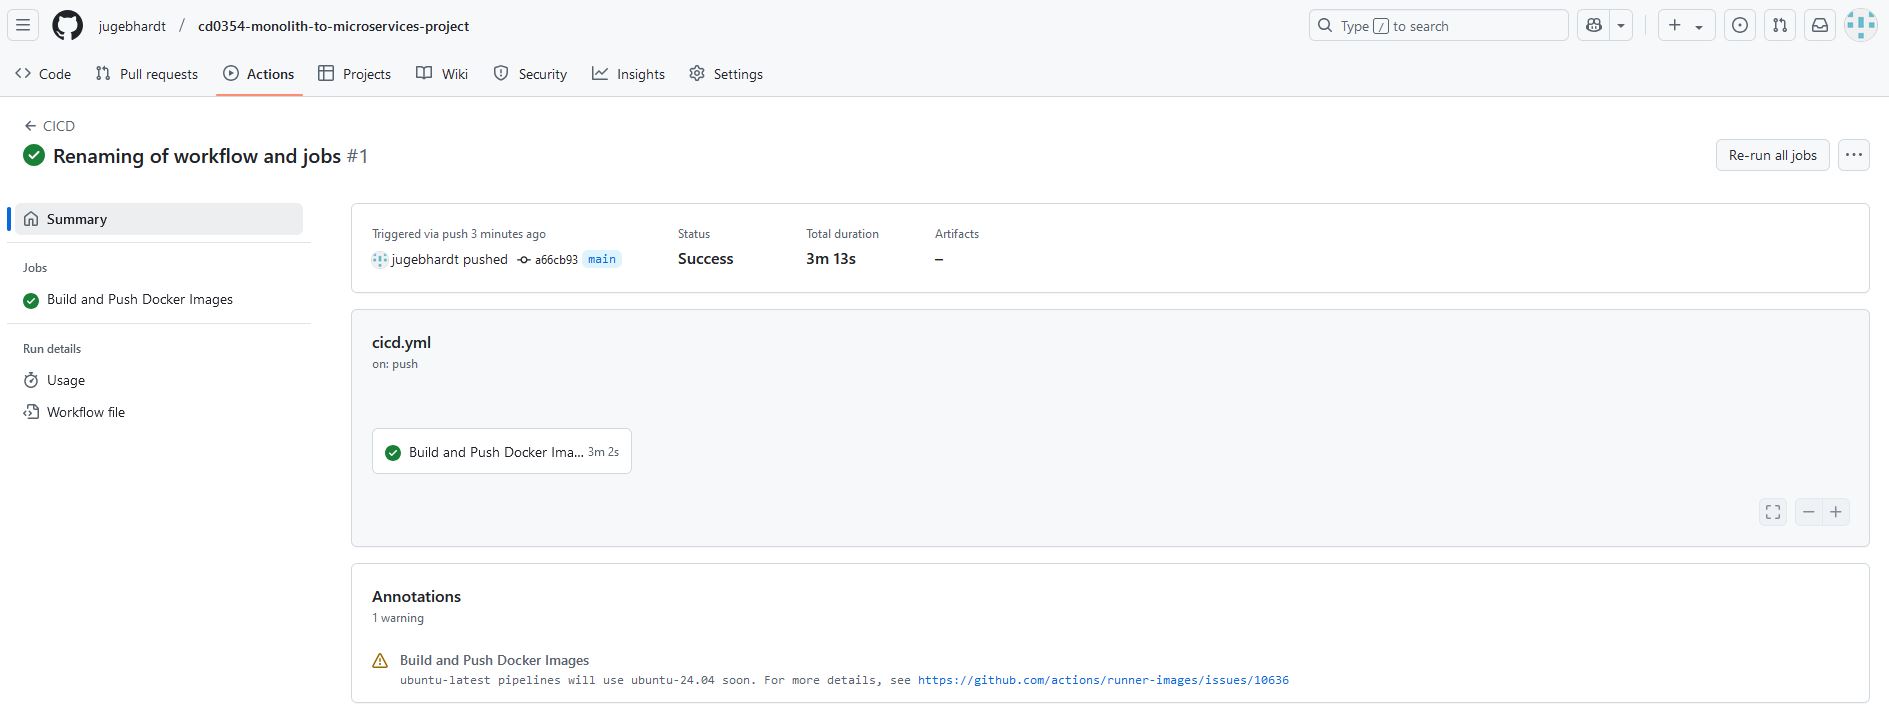 jugebhardt / cd0354-monolith-to-microservices-project
Type / to search
Code Pull requests Actions Projects Wiki Security Insights Settings
CICD
Renaming of workflow and jobs #1
Re-run all jobs
Summary
Jobs
Build and Push Docker Images
Run details
Usage
Workflow file
Triggered via push 3 minutes ago
jugebhardt pushed a66cb93 main
Status
Success
Total duration
3m 13s
Artifacts
–
cicd.yml
on: push
Build and Push Docker Ima... 3m 2s
Annotations
1 warning
Build and Push Docker Images
ubuntu-latest pipelines will use ubuntu-24.04 soon. For more details, see https://github.com/actions/runner-images/issues/10636